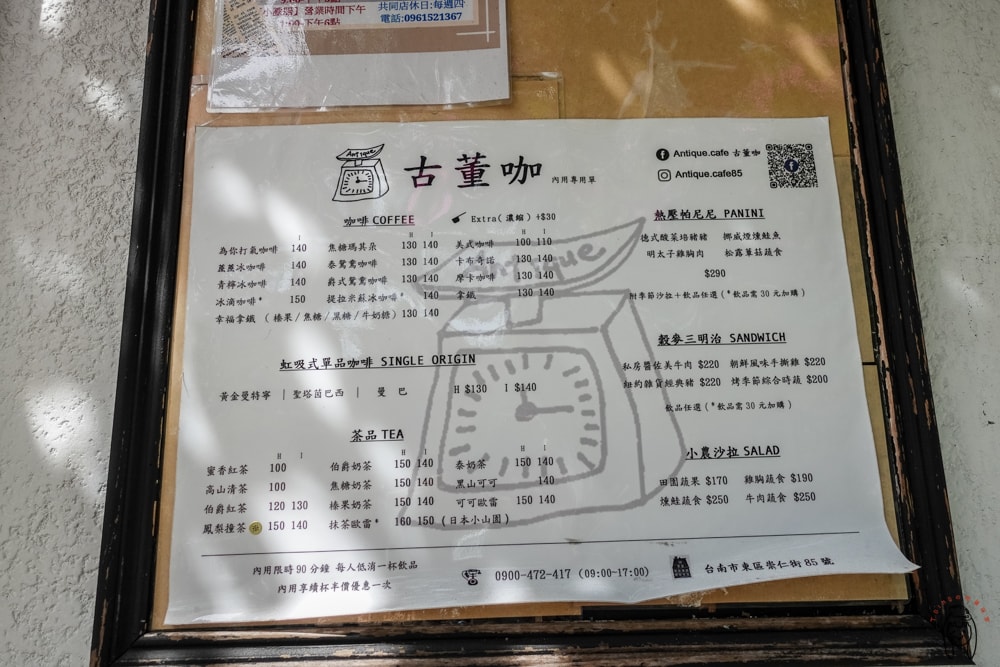 營業時間下午
共同店休日:每週四
電話:0961521367
Antique
古董咖 內用專用單
Antique.cafe 古董咖
Antique.cafe85
咖啡 COFFEE
Extra(濃縮) +$30
I
為你打氣咖啡 140
蔗蔗冰咖啡 140
青檸冰咖啡 140
冰滴咖啡* 150
H I
焦糖瑪其朵 130 140
泰鴛鴦咖啡 130 140
爵式鴛鴦咖啡 130 140
提拉米蘇冰咖啡* 140
幸福拿鐵 (榛果/焦糖/黑糖/牛奶糖) 130 140
H I
美式咖啡 100 110
卡布奇諾 130 140
摩卡咖啡 130 140
拿鐵 130 140
虹吸式單品咖啡 SINGLE ORIGIN
黃金曼特寧 | 聖塔茵巴西 | 曼 巴 H $130 I $140
茶品 TEA
H I
蜜香紅茶 100
高山清茶 100
伯爵紅茶 120 130
鳳梨撞茶 150 140
H I
伯爵奶茶 150 140
焦糖奶茶 150 140
榛果奶茶 150 140
抹茶歐蕾* 160 150 (日本小山園)
H I
泰奶茶 150 140
黑山可可 140
可可歐蕾 150 140
熱壓帕尼尼 PANINI
德式酸菜培豬豬 挪威煙燻鮭魚
明太子雞胸肉 松露蕈菇蔬食
$290
附季節沙拉+飲品任選(*飲品需30元加購)
穀麥三明治 SANDWICH
私房醬佐美牛肉 $220 朝鮮風味手撕雞 $220
紐約雜貨經典豬 $220 烤季節綜合時蔬 $200
飲品任選(*飲品需30元加購)
小農沙拉 SALAD
田園蔬果 $170 雞胸蔬食 $190
燻鮭蔬食 $250 牛肉蔬食 $250
內用限時90分鐘 每人低消一杯飲品
內用享續杯半價優惠一次
0900-472-417 (09:00-17:00)
台南市東區崇仁街85號